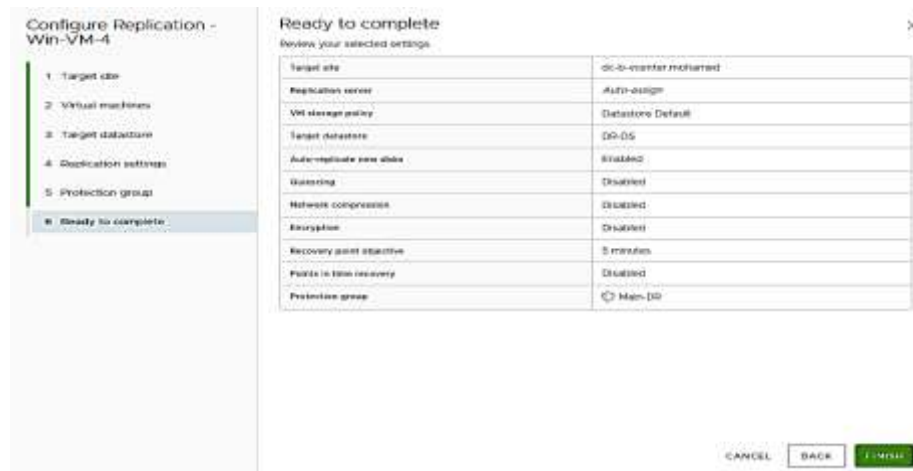 Configure Replication -
Win-VM-4
1 Target site
2 Virtual machines
3 Target datastore
4 Replication settings
5 Protection group
6 Ready to complete
Ready to complete
Review your selected settings.
Target site
Replication server Auto-assign
VM storage policy Datastore Default
Target datastore DR-DS
Auto-replicate new disks Enabled
Quiescing Disabled
Network compression Disabled
Encryption Disabled
Recovery point objective 5 minutes
Points in time recovery Disabled
Protection group Main-DR
CANCEL BACK FINISH